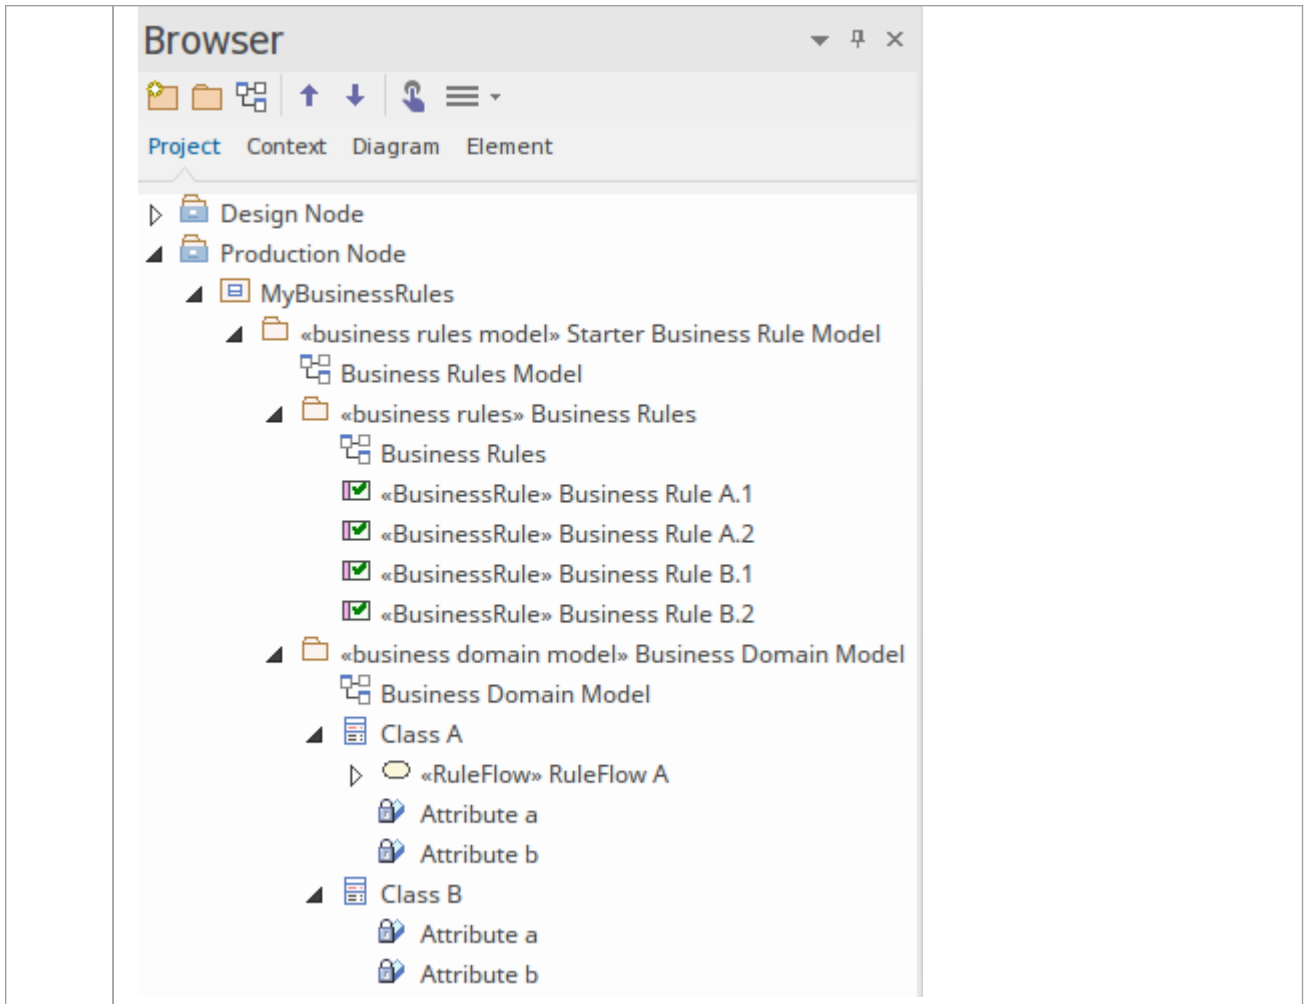 Browser
Project Context Diagram Element
Design Node
Production Node
MyBusinessRules
«business rules model» Starter Business Rule Model
Business Rules Model
«business rules» Business Rules
Business Rules
«BusinessRule» Business Rule A.1
«BusinessRule» Business Rule A.2
«BusinessRule» Business Rule B.1
«BusinessRule» Business Rule B.2
«business domain model» Business Domain Model
Business Domain Model
Class A
«RuleFlow» RuleFlow A
Attribute a
Attribute b
Class B
Attribute a
Attribute b